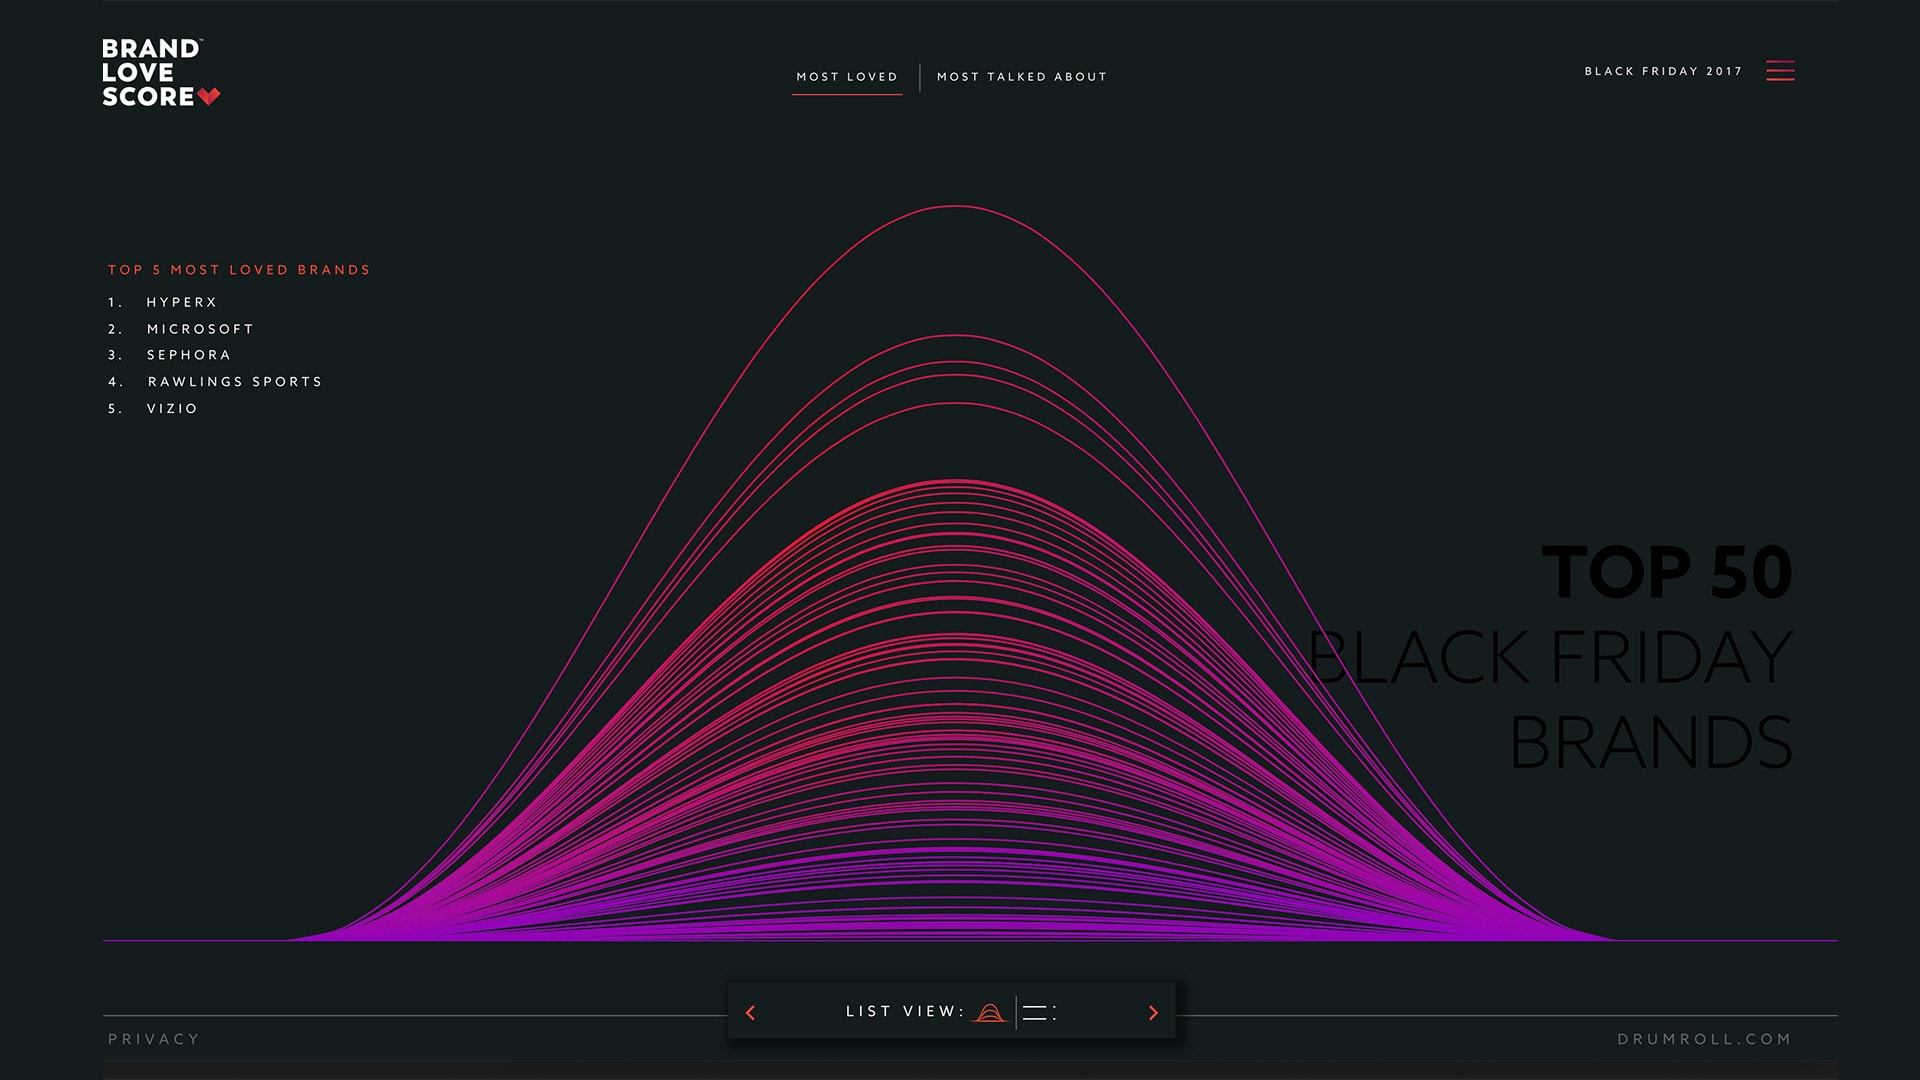 BRAND™
LOVE
SCORE
MOST LOVED
MOST TALKED ABOUT
BLACK FRIDAY 2017
TOP 5 MOST LOVED BRANDS
1. HYPERX
2. MICROSOFT
3. SEPHORA
4. RAWLINGS SPORTS
5. VIZIO
TOP 50
BLACK FRIDAY
BRANDS
LIST VIEW:
PRIVACY
DRUMROLL.COM